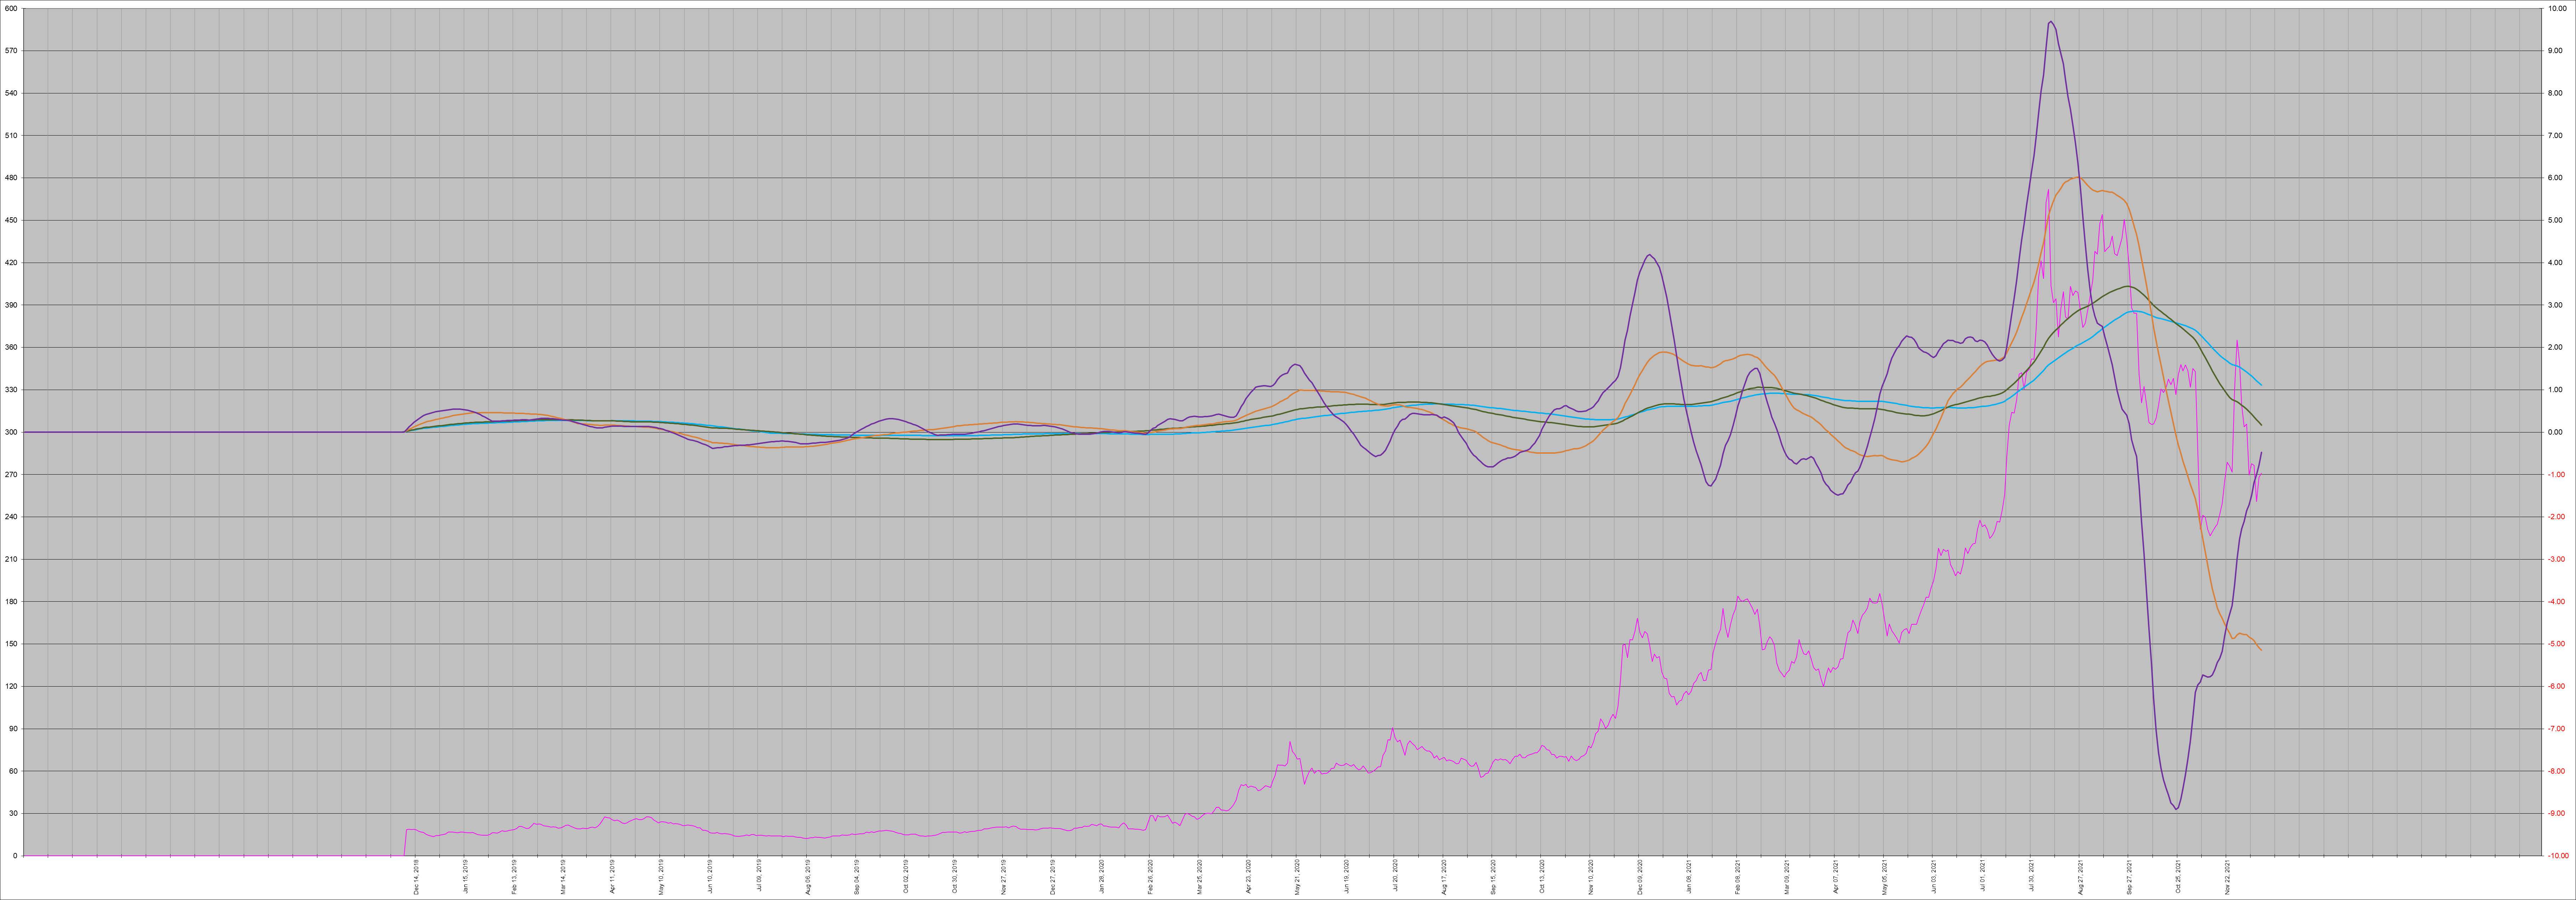 600 10.00
570 9.00
540 8.00
510 7.00
480 6.00
450 5.00
420 4.00
390 3.00
360 2.00
330 1.00
300 0.00
270 -1.00
240 -2.00
210 -3.00
180 -4.00
150 -5.00
120 -6.00
90 -7.00
60 -8.00
30 -9.00
0 -10.00
Dec 14, 2018
Jan 15, 2019
Feb 13, 2019
Mar 14, 2019
Apr 11, 2019
May 10, 2019
Jun 10, 2019
Jul 09, 2019
Aug 06, 2019
Sep 04, 2019
Oct 02, 2019
Oct 30, 2019
Nov 27, 2019
Dec 27, 2019
Jan 28, 2020
Feb 26, 2020
Mar 25, 2020
Apr 23, 2020
May 21, 2020
Jun 19, 2020
Jul 20, 2020
Aug 17, 2020
Sep 15, 2020
Oct 13, 2020
Nov 10, 2020
Dec 09, 2020
Jan 08, 2021
Feb 08, 2021
Mar 09, 2021
Apr 07, 2021
May 05, 2021
Jun 03, 2021
Jul 01, 2021
Jul 30, 2021
Aug 27, 2021
Sep 27, 2021
Oct 25, 2021
Nov 22, 2021